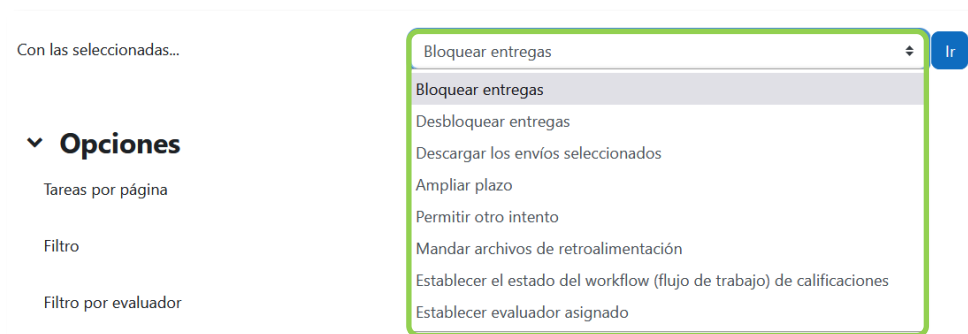 Con las seleccionadas...
Bloquear entregas
Ir
Bloquear entregas
Desbloquear entregas
Descargar los envíos seleccionados
Ampliar plazo
Permitir otro intento
Mandar archivos de retroalimentación
Establecer el estado del workflow (flujo de trabajo) de calificaciones
Establecer evaluador asignado
Opciones
Tareas por página
Filtro
Filtro por evaluador